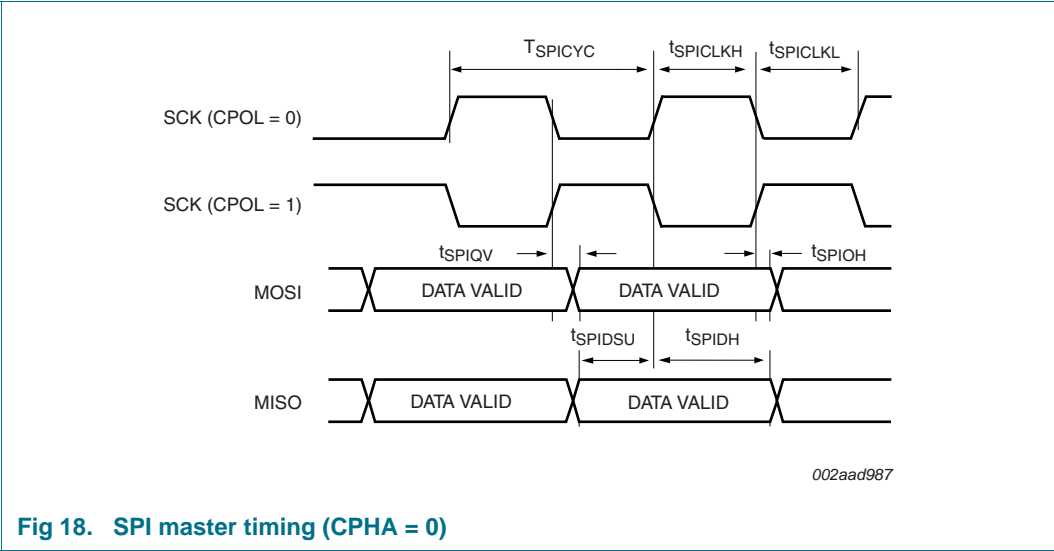 TSPICYC tSPICLKH tSPICLKL
SCK (CPOL = 0)
SCK (CPOL = 1)
tSPIQV tSPIOH
MOSI DATA VALID DATA VALID
tSPIDSU tSPIDH
MISO DATA VALID DATA VALID
002aad987
Fig 18. SPI master timing (CPHA = 0)